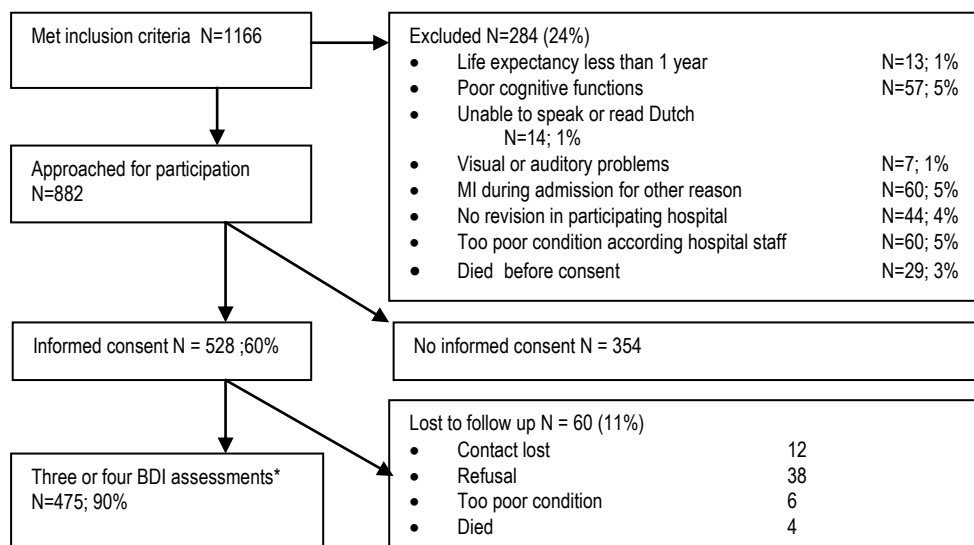 Met inclusion criteria N=1166
Excluded N=284 (24%)
• Life expectancy less than 1 year N=13; 1%
• Poor cognitive functions N=57; 5%
• Unable to speak or read Dutch
N=14; 1%
• Visual or auditory problems N=7; 1%
• MI during admission for other reason N=60; 5%
• No revision in participating hospital N=44; 4%
• Too poor condition according hospital staff N=60; 5%
• Died before consent N=29; 3%
Approached for participation
N=882
Informed consent N = 528 ;60%
No informed consent N = 354
Lost to follow up N = 60 (11%)
• Contact lost 12
• Refusal 38
• Too poor condition 6
• Died 4
Three or four BDI assessments*
N=475; 90%